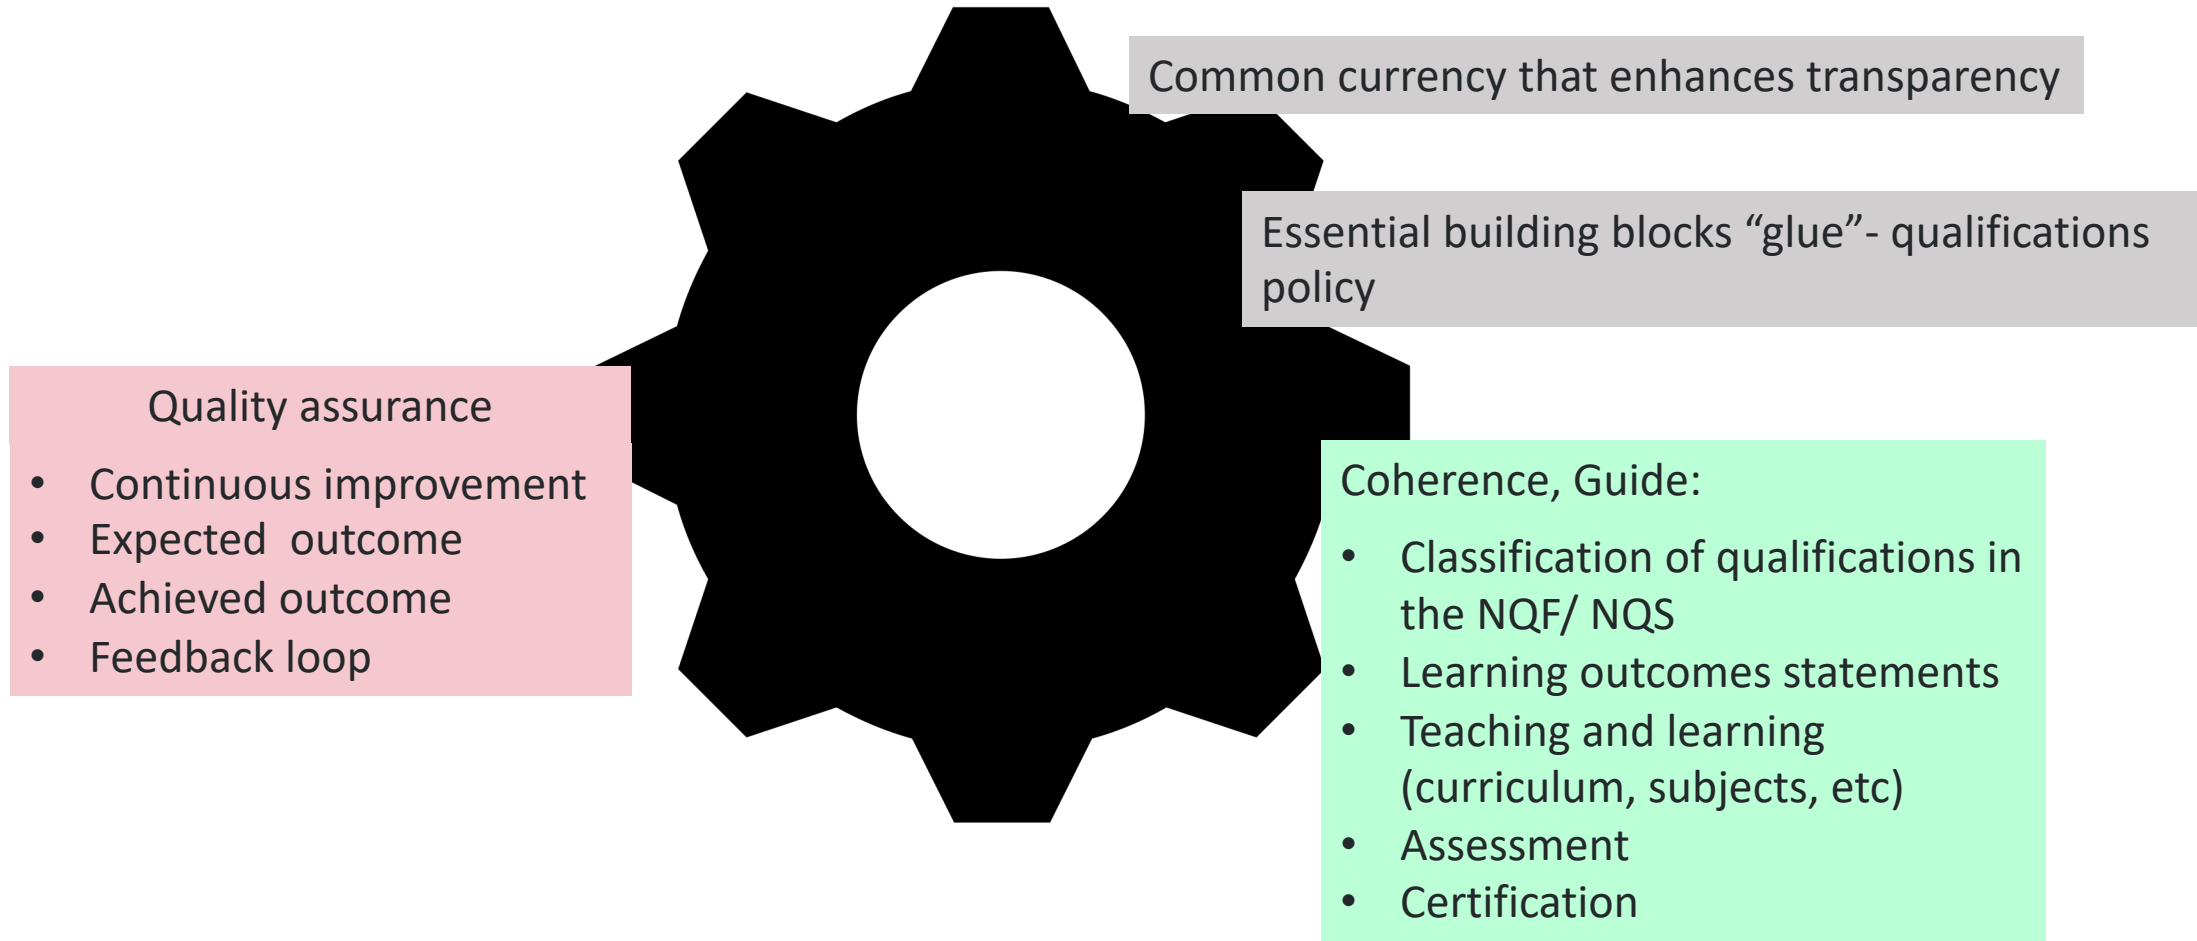 Common currency that enhances transparency
Essential building blocks “glue”- qualifications
policy
Quality assurance
• Continuous improvement
• Expected  outcome
• Achieved outcome
• Feedback loop
Coherence, Guide:
• Classification of qualifications in
the NQF/ NQS
• Learning outcomes statements
• Teaching and learning
(curriculum, subjects, etc)
• Assessment
• Certification